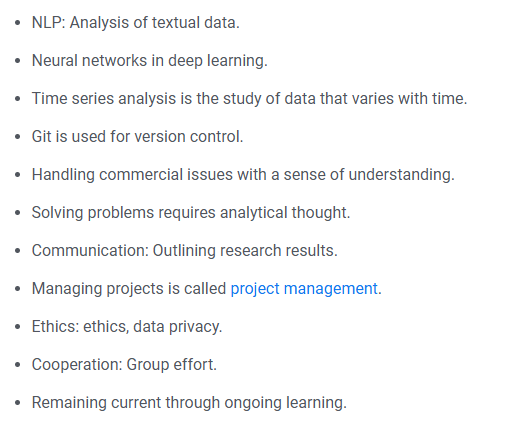 • NLP: Analysis of textual data.
• Neural networks in deep learning.
• Time series analysis is the study of data that varies with time.
• Git is used for version control.
• Handling commercial issues with a sense of understanding.
• Solving problems requires analytical thought.
• Communication: Outlining research results.
• Managing projects is called project management.
• Ethics: ethics, data privacy.
• Cooperation: Group effort.
• Remaining current through ongoing learning.